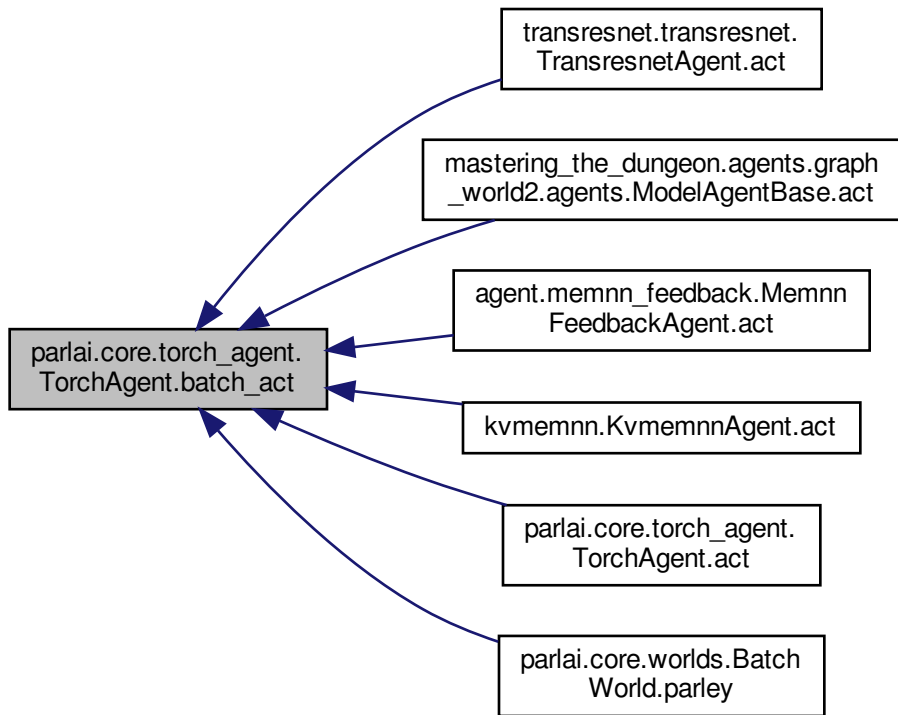 transresnet.transresnet.
TransresnetAgent.act
mastering_the_dungeon.agents.graph
_world2.agents.ModelAgentBase.act
agent.memnn_feedback.Memnn
FeedbackAgent.act
parlai.core.torch_agent.
TorchAgent.batch_act
kvmemnn.KvmemnnAgent.act
parlai.core.torch_agent.
TorchAgent.act
parlai.core.worlds.Batch
World.parley